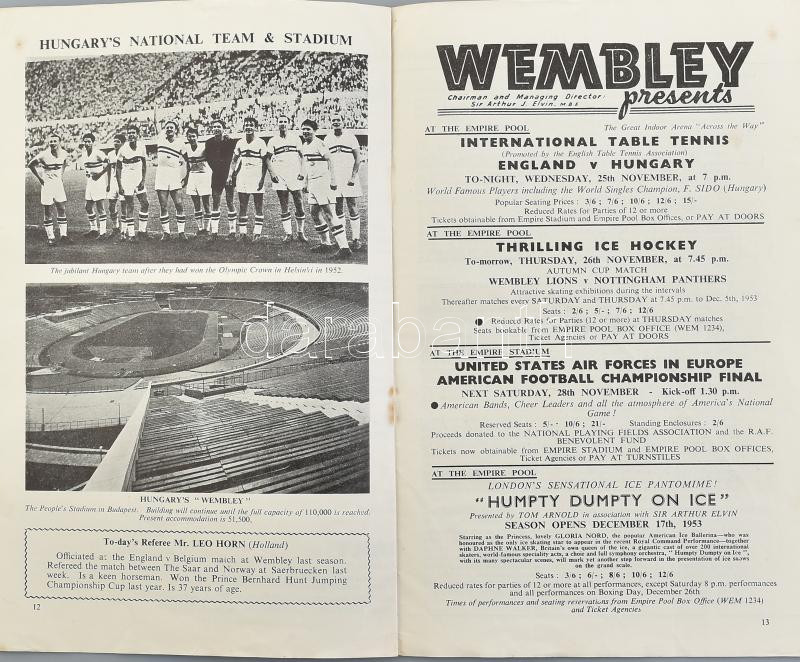 HUNGARY'S NATIONAL TEAM & STADIUM
The jubilant Hungary team after they had won the Olympic Crown in Helsinki in 1952.
HUNGARY'S "WEMBLEY"
The People's Stadium in Budapest. Building will continue until the full capacity of 110,000 is reached.
Present accommodation is 51,500.
To-day's Referee Mr. LEO HORN (Holland)
Officiated at the England v Belgium maich at Wembley last season.
Refereed the match between The Saar and Norway at Saerbruecken last
week. Is a keen horseman. Won the Prince Bernhard Hunt Jumping
Championship Cup last year. Is 37 years of age.
12
WEMBLEY
Chairman and Managing Director:
Sir Arthur J. Elvin, M.B.E
presents
AT THE EMPIRE POOL The Great Indoor Arena "Across the Way"
INTERNATIONAL TABLE TENNIS
(Promoted by the English Table Tennis Association)
ENGLAND v HUNGARY
TO-NIGHT, WEDNESDAY, 25th NOVEMBER, at 7 p.m.
World Famous Players including the World Singles Champion, F. SIDO (Hungary)
Popular Seating Prices: 3/6; 7/6; 10/6; 12/6; 15/-
Reduced Rates for Parties of 12 or more
Tickets obtainable from Empire Stadium and Empire Pool Box Offices, or PAY AT DOORS
AT THE EMPIRE POOL
THRILLING ICE HOCKEY
To-morrow, THURSDAY, 26th NOVEMBER, at 7.45 p.m.
AUTUMN CUP MATCH
WEMBLEY LIONS v NOTTINGHAM PANTHERS
Attractive skating exhibitions during the intervals
Thereafter matches every SATURDAY and THURSDAY at 7.45 p.m. to Dec. 5th, 1953
Seats: 2/6; 5/-; 7/6; 12/6
Reduced Rates for Parties (12 or more) at THURSDAY matches
Seats bookable from EMPIRE POOL BOX OFFICE (WEM 1234),
Ticket Agencies or PAY AT DOORS
AT THE EMPIRE STADIUM
UNITED STATES AIR FORCES IN EUROPE
AMERICAN FOOTBALL CHAMPIONSHIP FINAL
NEXT SATURDAY, 28th NOVEMBER - Kick-off 1.30 p.m.
American Bands, Cheer Leaders and all the atmosphere of America's National
Game!
Reserved Seats: 5/-; 10/6; 21/- Standing Enclosures: 2/6
Proceeds donated to the NATIONAL PLAYING FIELDS ASSOCIATION and the R.A.F.
BENEVOLENT FUND
Tickets now obtainable from EMPIRE STADIUM and EMPIRE POOL BOX OFFICES,
Ticket Agencies or PAY AT TURNSTILES
AT THE EMPIRE POOL
LONDON'S SENSATIONAL ICE PANTOMIME!
"HUMPTY DUMPTY ON ICE"
Presented by TOM ARNOLD in association with SIR ARTHUR ELVIN
SEASON OPENS DECEMBER 17th, 1953
Starring as the Princess, lovely GLORIA NORD, the popular American Ice Ballerina—who was
honoured as the only ice skating star to appear in the recent Royal Command Performance—together
with DAPHNE WALKER, Britain's own queen of the ice, a gigantic cast of over 200 international
skaters, world-famous speciality acts, a choir and full symphony orchestra, "Humpty Dumpty on Ice",
with its many spectacular scenes, will mark yet another step forward in the presentation of ice shows
on the grand scale.
Seats: 3/6; 6/-; 8/6; 10/6; 12/6
Reduced rates for parties of 12 or more at all performances, except Saturday 8 p.m. performances
and all performances on Boxing Day, December 26th
Times of performances and seating reservations from Empire Pool Box Office (WEM 1234)
and Ticket Agencies
13